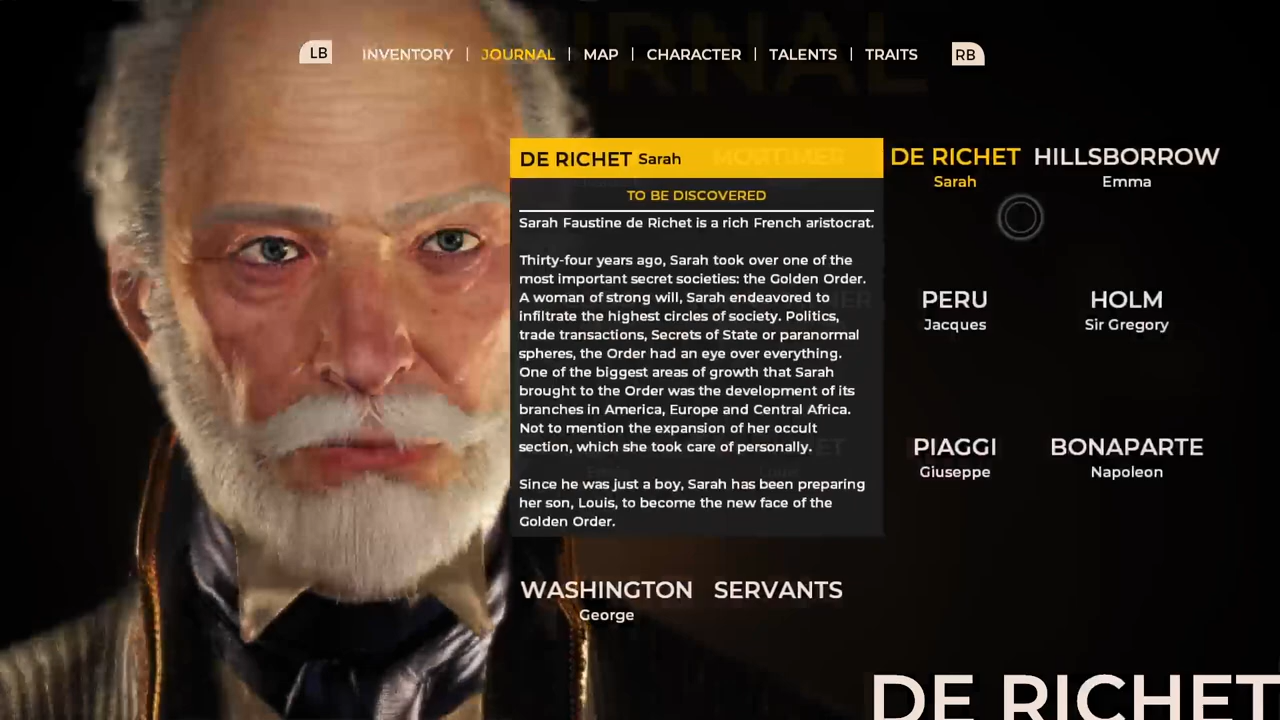 LB INVENTORY | JOURNAL | MAP | CHARACTER | TALENTS | TRAITS RB
DE RICHET Sarah
DE RICHET
Sarah
HILLSBORROW
Emma
TO BE DISCOVERED
Sarah Faustine de Richet is a rich French aristocrat.
Thirty-four years ago, Sarah took over one of the
most important secret societies: the Golden Order.
A woman of strong will, Sarah endeavored to
infiltrate the highest circles of society. Politics,
trade transactions, Secrets of State or paranormal
spheres, the Order had an eye over everything.
One of the biggest areas of growth that Sarah
brought to the Order was the development of its
branches in America, Europe and Central Africa.
Not to mention the expansion of her occult
section, which she took care of personally.
Since he was just a boy, Sarah has been preparing
her son, Louis, to become the new face of the
Golden Order.
PERU
Jacques
HOLM
Sir Gregory
PIAGGI
Giuseppe
BONAPARTE
Napoleon
WASHINGTON
George
SERVANTS
DE RICHET